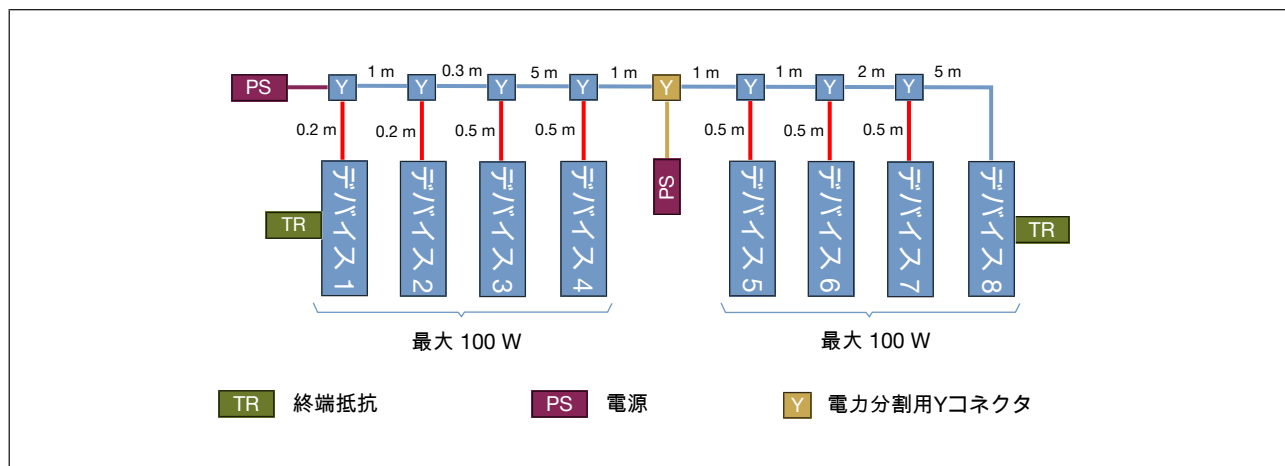 1 m 0.3 m 5 m 1 m 1 m 1 m 2 m 5 m
PS Y Y Y Y Y Y Y Y
0.2 m 0.2 m 0.5 m 0.5 m 0.5 m 0.5 m 0.5 m
PS
デバイス 1
デバイス 2
デバイス 3
デバイス 4
デバイス 5
デバイス 6
デバイス 7
デバイス 8
TR TR
最大 100 W 最大 100 W
TR 終端抵抗 PS 電源 Y 電力分割用Yコネクタ